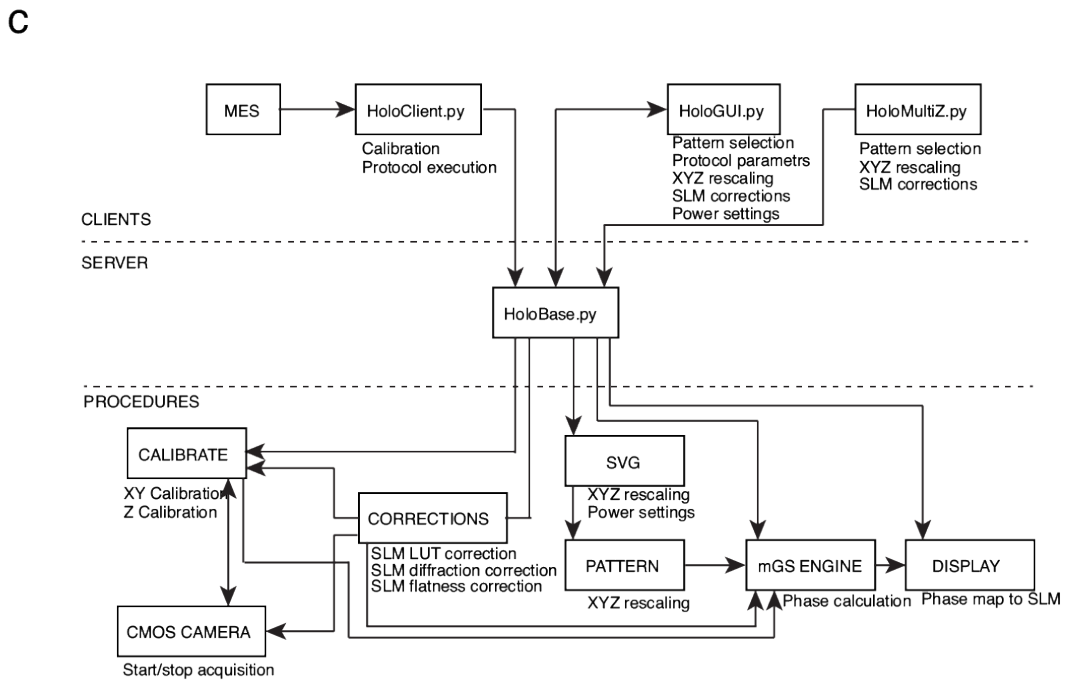 C
MES
HoloClient.py
HoloGUI.py
HoloMultiZ.py
Calibration
Protocol execution
Pattern selection
Protocol parametrs
XYZ rescaling
SLM corrections
Power settings
Pattern selection
XYZ rescaling
SLM corrections
CLIENTS
SERVER
HoloBase.py
PROCEDURES
CALIBRATE
XY Calibration
Z Calibration
SVG
XYZ rescaling
Power settings
CORRECTIONS
SLM LUT correction
SLM diffraction correction
SLM flatness correction
PATTERN
XYZ rescaling
mGS ENGINE
Phase calculation
DISPLAY
Phase map to SLM
CMOS CAMERA
Start/stop acquisition